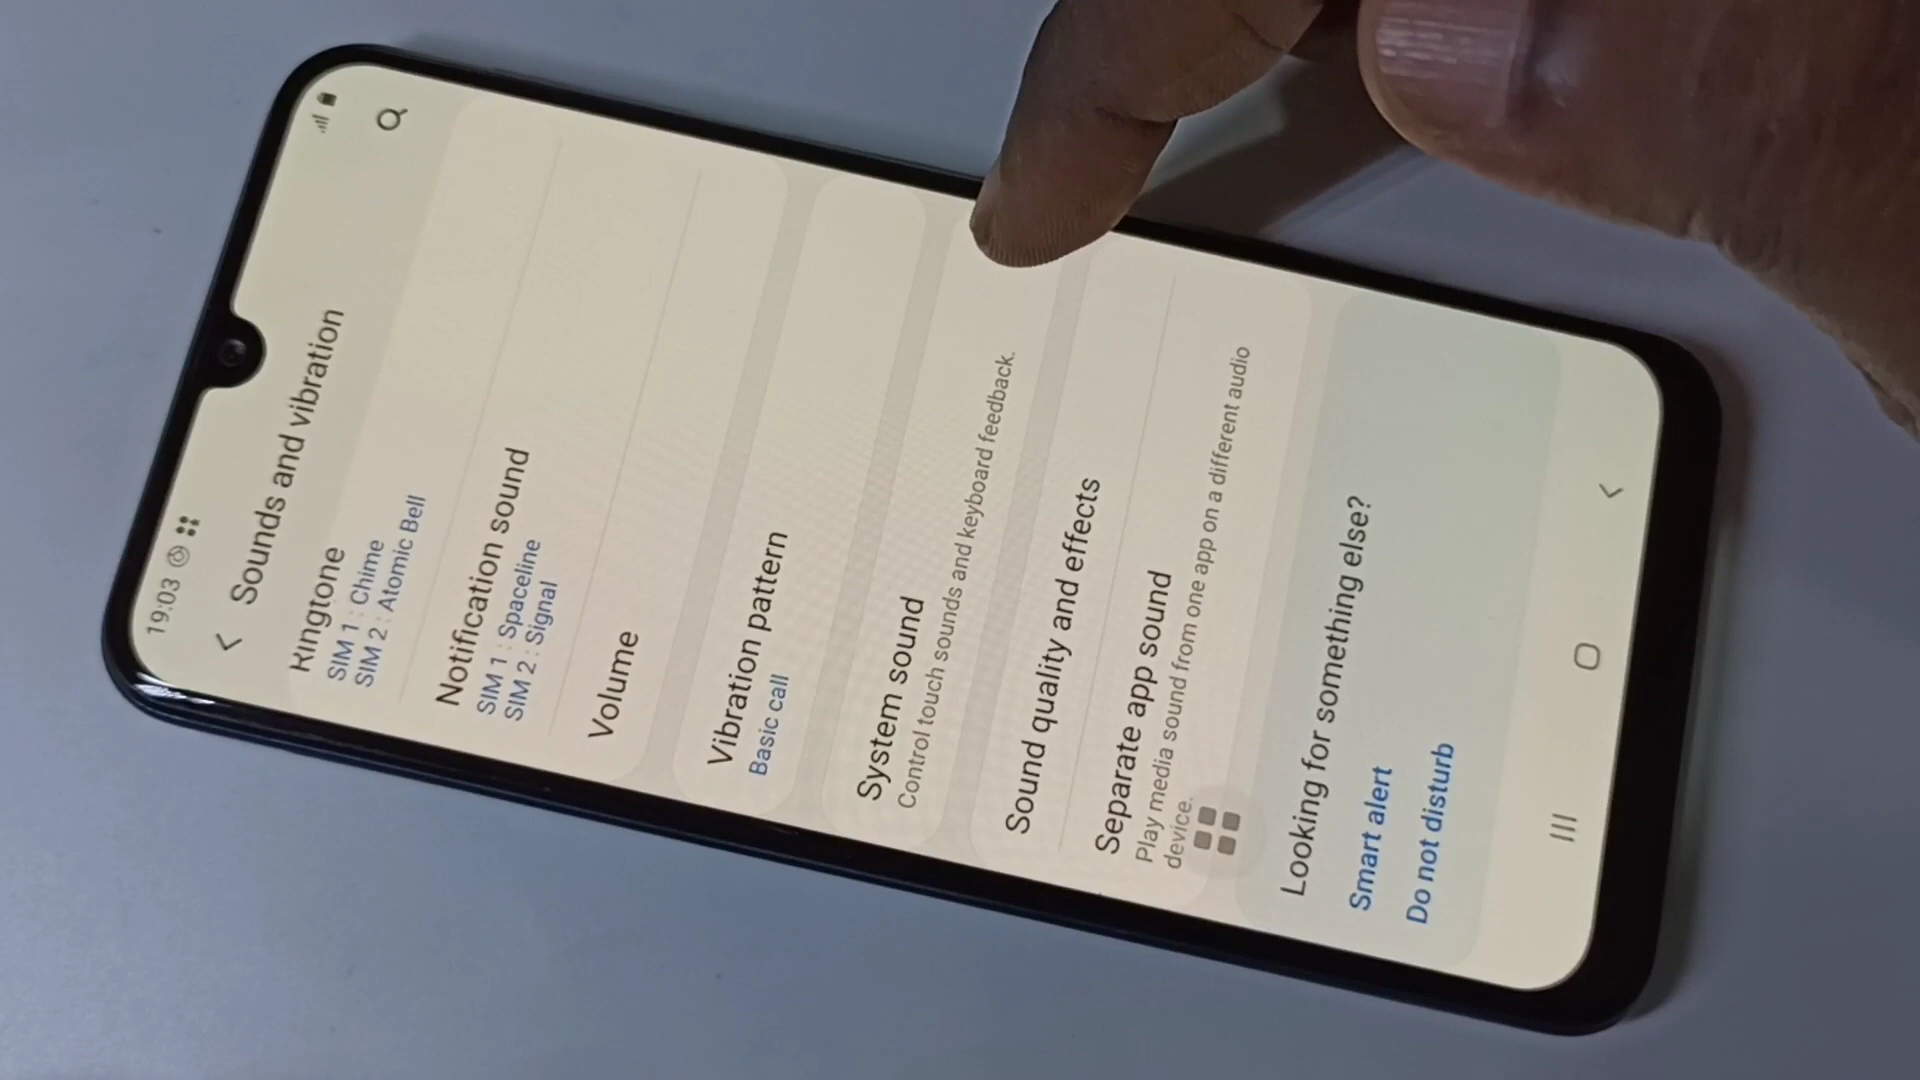 19:03
Sounds and vibration
Ringtone
SIM 1 : Chime
SIM 2 : Atomic Bell
Notification sound
SIM 1 : Spaceline
SIM 2 : Signal
Volume
Vibration pattern
Basic call
System sound
Control touch sounds and keyboard feedback.
Sound quality and effects
Separate app sound
Play media sound from one app on a different audio
device.
Looking for something else?
Smart alert
Do not disturb